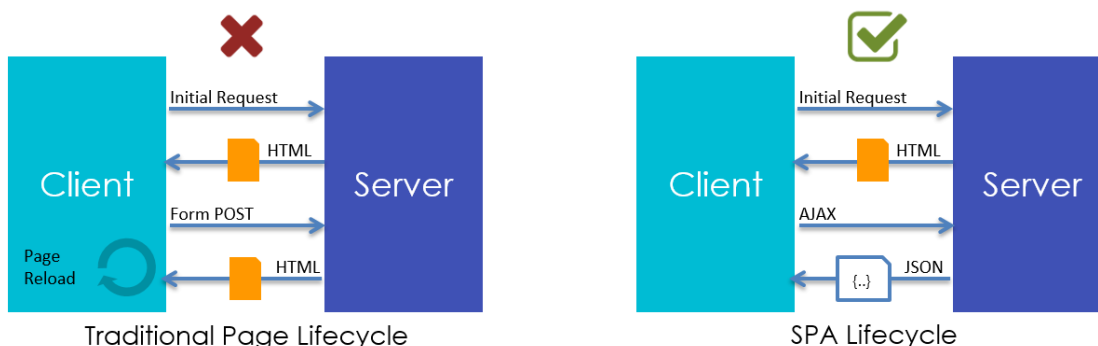 Initial Request
HTML
Client
Server
Form POST
Page
Reload
HTML
Traditional Page Lifecycle
Initial Request
HTML
Client
Server
AJAX
JSON
{..}
SPA Lifecycle